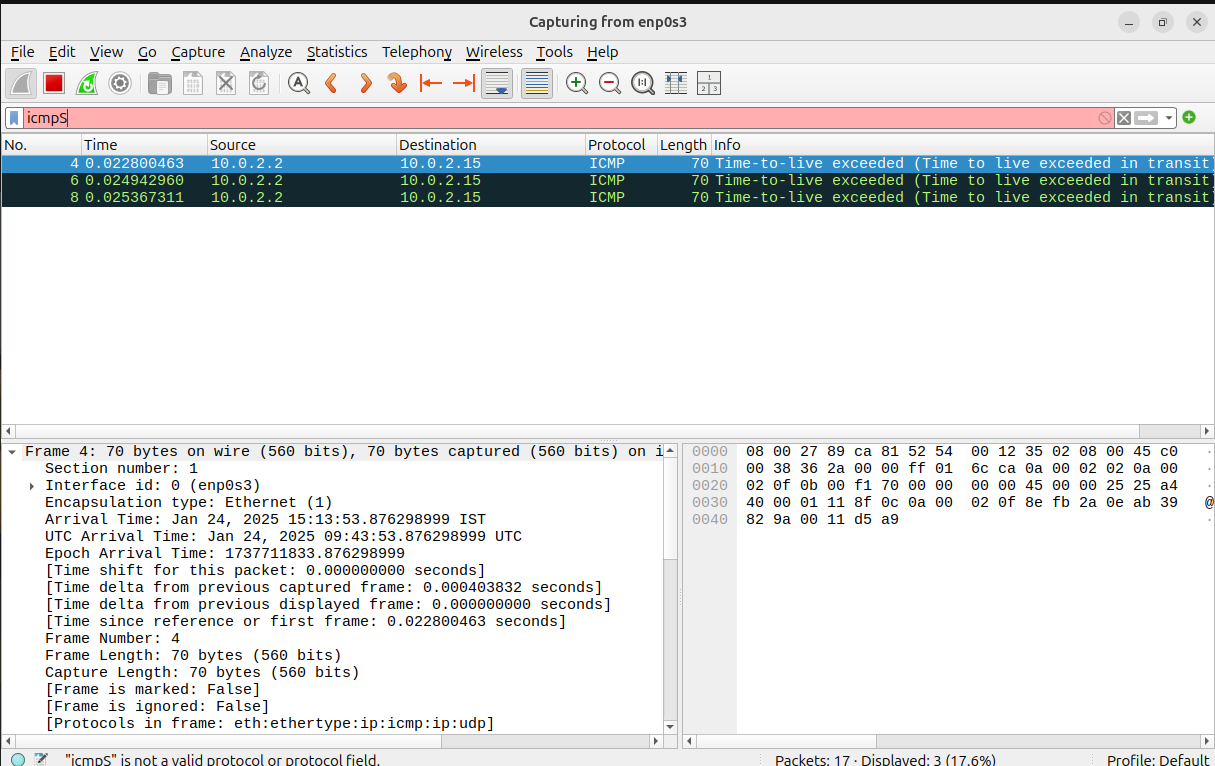 Capturing from enp0s3
File Edit View Go Capture Analyze Statistics Telephony Wireless Tools Help
icmpS
No. Time Source Destination Protocol Length Info
4 0.022800463 10.0.2.2 10.0.2.15 ICMP 70 Time-to-live exceeded (Time to live exceeded in transit
6 0.024942960 10.0.2.2 10.0.2.15 ICMP 70 Time-to-live exceeded (Time to live exceeded in transit
8 0.025367311 10.0.2.2 10.0.2.15 ICMP 70 Time-to-live exceeded (Time to live exceeded in transit
Frame 4: 70 bytes on wire (560 bits), 70 bytes captured (560 bits) on i
Section number: 1
Interface id: 0 (enp0s3)
Encapsulation type: Ethernet (1)
Arrival Time: Jan 24, 2025 15:13:53.876298999 IST
UTC Arrival Time: Jan 24, 2025 09:43:53.876298999 UTC
Epoch Arrival Time: 1737711833.876298999
[Time shift for this packet: 0.000000000 seconds]
[Time delta from previous captured frame: 0.000403832 seconds]
[Time delta from previous displayed frame: 0.000000000 seconds]
[Time since reference or first frame: 0.022800463 seconds]
Frame Number: 4
Frame Length: 70 bytes (560 bits)
Capture Length: 70 bytes (560 bits)
[Frame is marked: False]
[Frame is ignored: False]
[Protocols in frame: eth:ethertype:ip:icmp:ip:udp]
0000 08 00 27 89 ca 81 52 54 00 12 35 02 08 00 45 c0 ·
0010 00 38 36 2a 00 00 ff 01 6c ca 0a 00 02 02 0a 00 ·
0020 02 0f 0b 00 f1 70 00 00 00 00 45 00 00 25 25 a4 ·
0030 40 00 01 11 8f 0c 0a 00 02 0f 8e fb 2a 0e ab 39 @
0040 82 9a 00 11 d5 a9 ·
"icmpS" is not a valid protocol or protocol field.
Packets: 17 · Displayed: 3 (17.6%)
Profile: Default